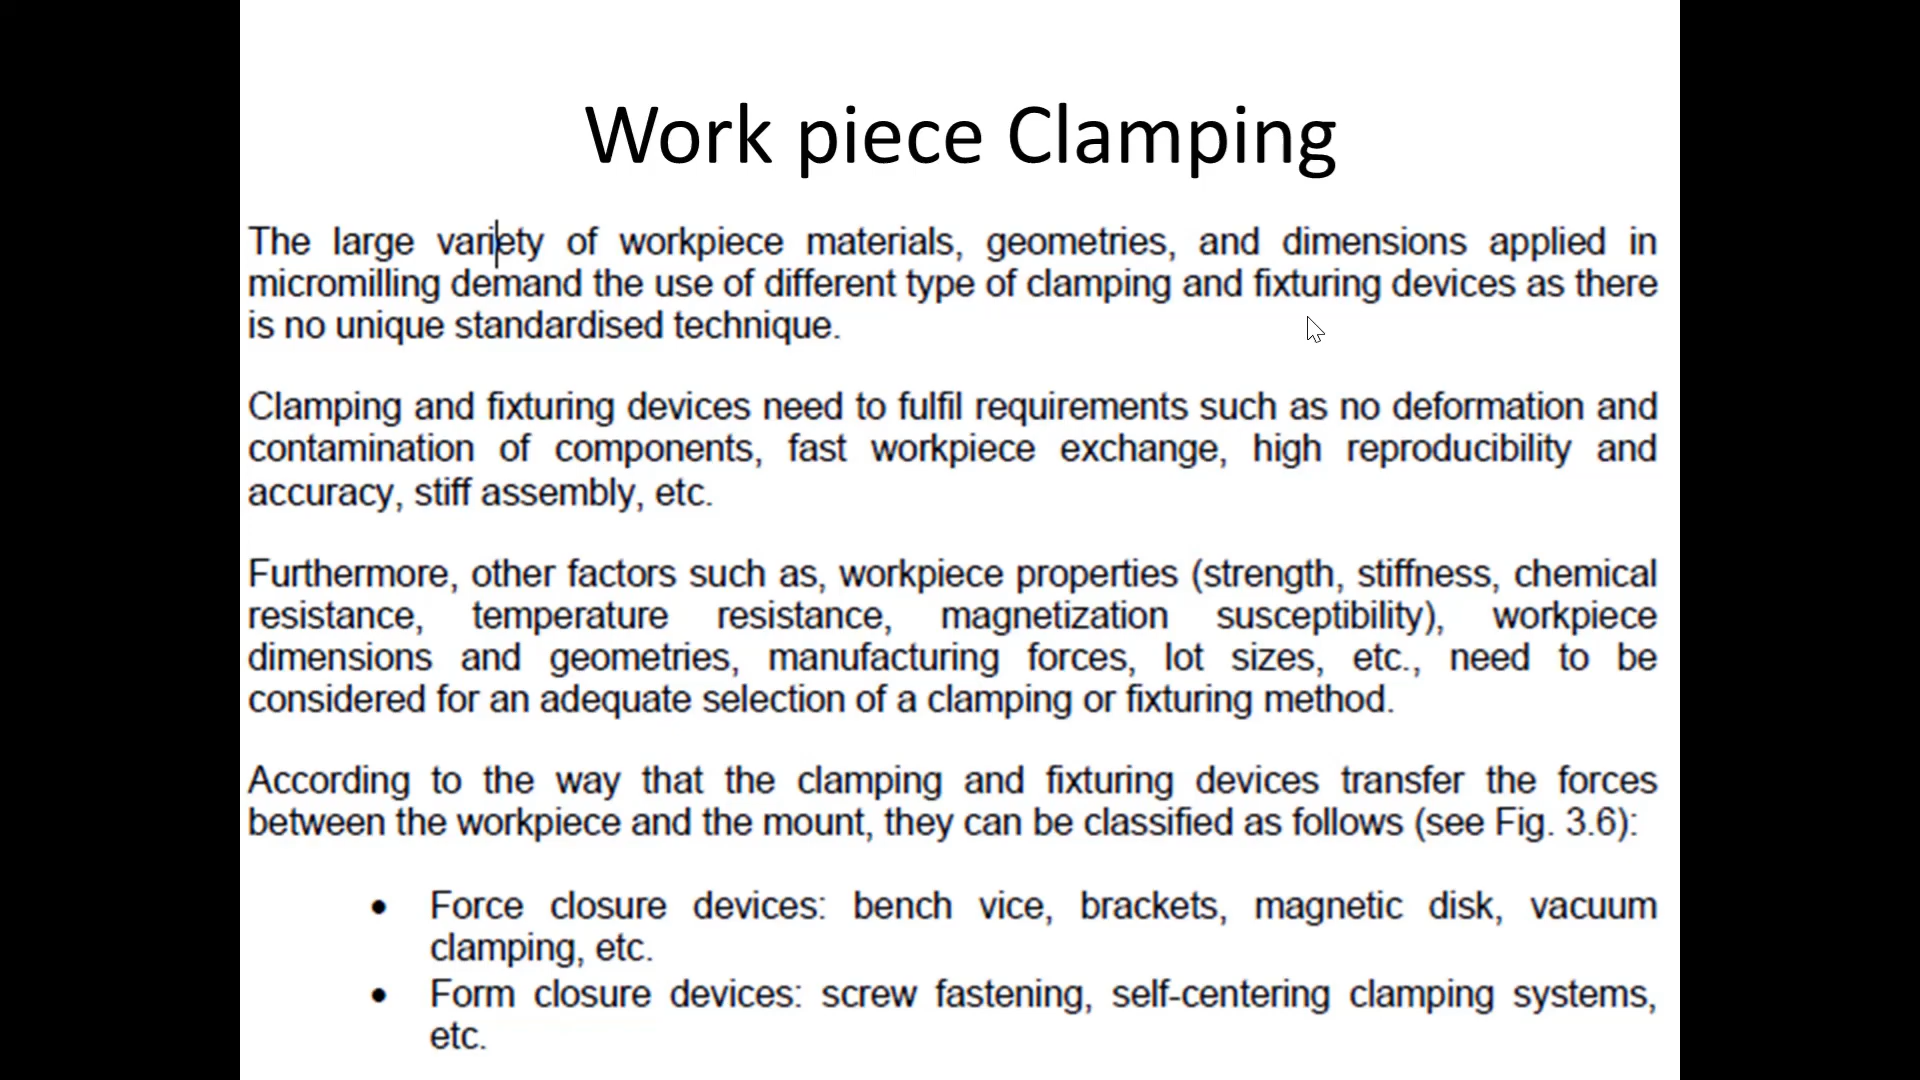 Work piece Clamping
The large variety of workpiece materials, geometries, and dimensions applied in
micromilling demand the use of different type of clamping and fixturing devices as there
is no unique standardised technique.
Clamping and fixturing devices need to fulfil requirements such as no deformation and
contamination of components, fast workpiece exchange, high reproducibility and
accuracy, stiff assembly, etc.
Furthermore, other factors such as, workpiece properties (strength, stiffness, chemical
resistance, temperature resistance, magnetization susceptibility), workpiece
dimensions and geometries, manufacturing forces, lot sizes, etc., need to be
considered for an adequate selection of a clamping or fixturing method.
According to the way that the clamping and fixturing devices transfer the forces
between the workpiece and the mount, they can be classified as follows (see Fig. 3.6):
• Force closure devices: bench vice, brackets, magnetic disk, vacuum
clamping, etc.
• Form closure devices: screw fastening, self-centering clamping systems,
etc.